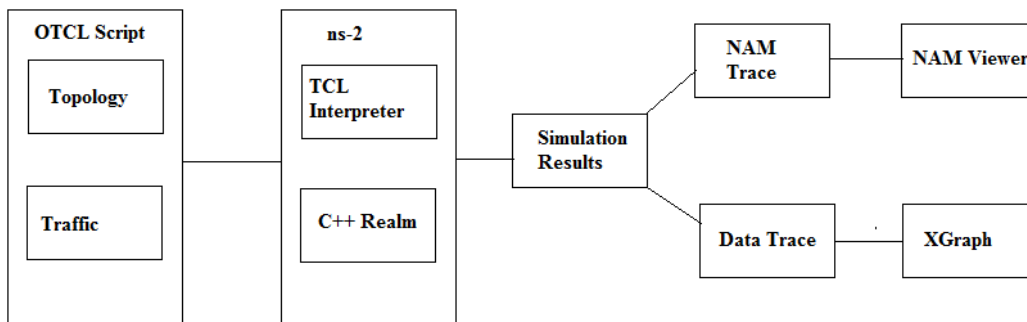 OTCL Script
Topology
Traffic
ns-2
TCL
Interpreter
C++ Realm
Simulation
Results
NAM
Trace
NAM Viewer
Data Trace
XGraph